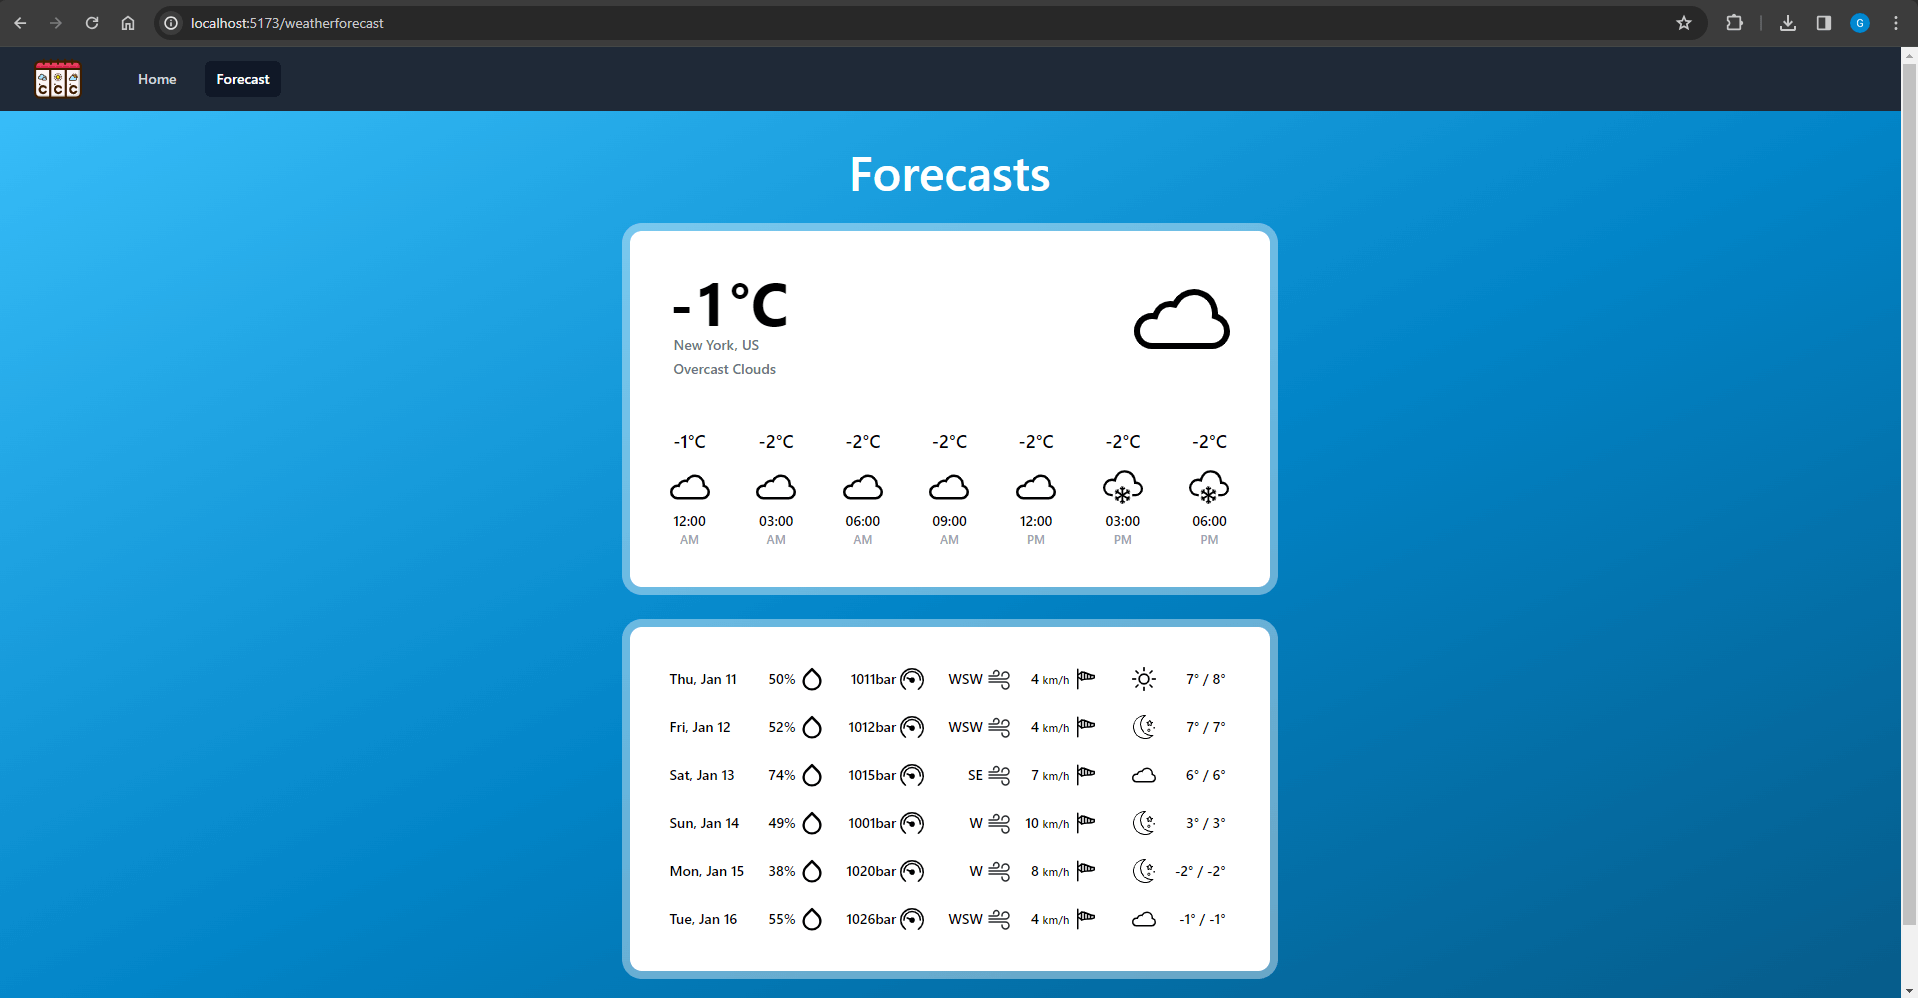 localhost:5173/weatherforecast
G
C C C
Home Forecast
Forecasts
-1°C
New York, US
Overcast Clouds
-1°C -2°C -2°C -2°C -2°C -2°C -2°C
12:00 03:00 06:00 09:00 12:00 03:00 06:00
AM AM AM AM PM PM PM
Thu, Jan 11 50% 1011bar WSW 4 km/h 7° / 8°
Fri, Jan 12 52% 1012bar WSW 4 km/h 7° / 7°
Sat, Jan 13 74% 1015bar SE 7 km/h 6° / 6°
Sun, Jan 14 49% 1001bar W 10 km/h 3° / 3°
Mon, Jan 15 38% 1020bar W 8 km/h -2° / -2°
Tue, Jan 16 55% 1026bar WSW 4 km/h -1° / -1°